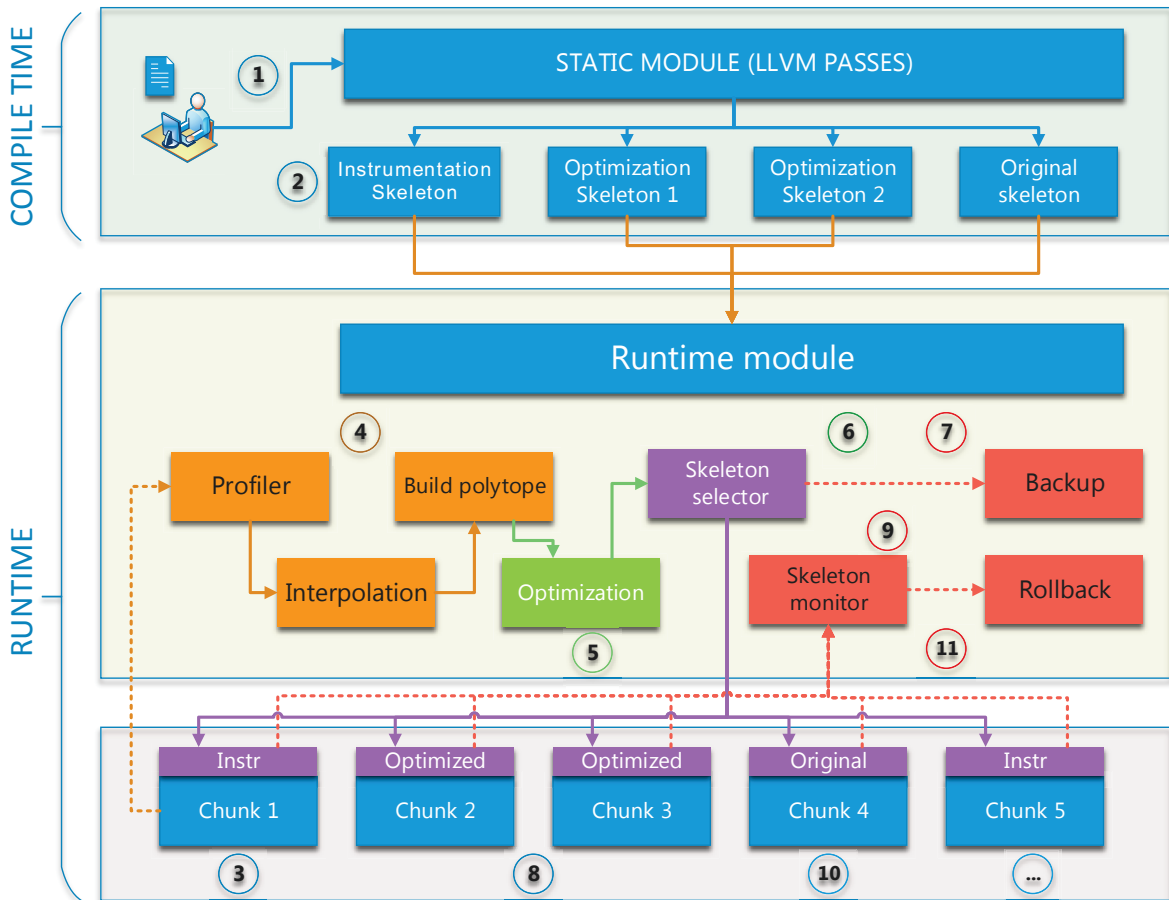 COMPILE TIME
1
STATIC MODULE (LLVM PASSES)
2
Instrumentation
Skeleton
Optimization
Skeleton 1
Optimization
Skeleton 2
Original
skeleton
RUNTIME
Runtime module
4
6
7
Profiler
Build polytope
Skeleton
selector
Backup
9
Interpolation
Optimization
Skeleton
monitor
Rollback
5
11
Instr
Optimized
Optimized
Original
Instr
Chunk 1
Chunk 2
Chunk 3
Chunk 4
Chunk 5
3
8
10
...